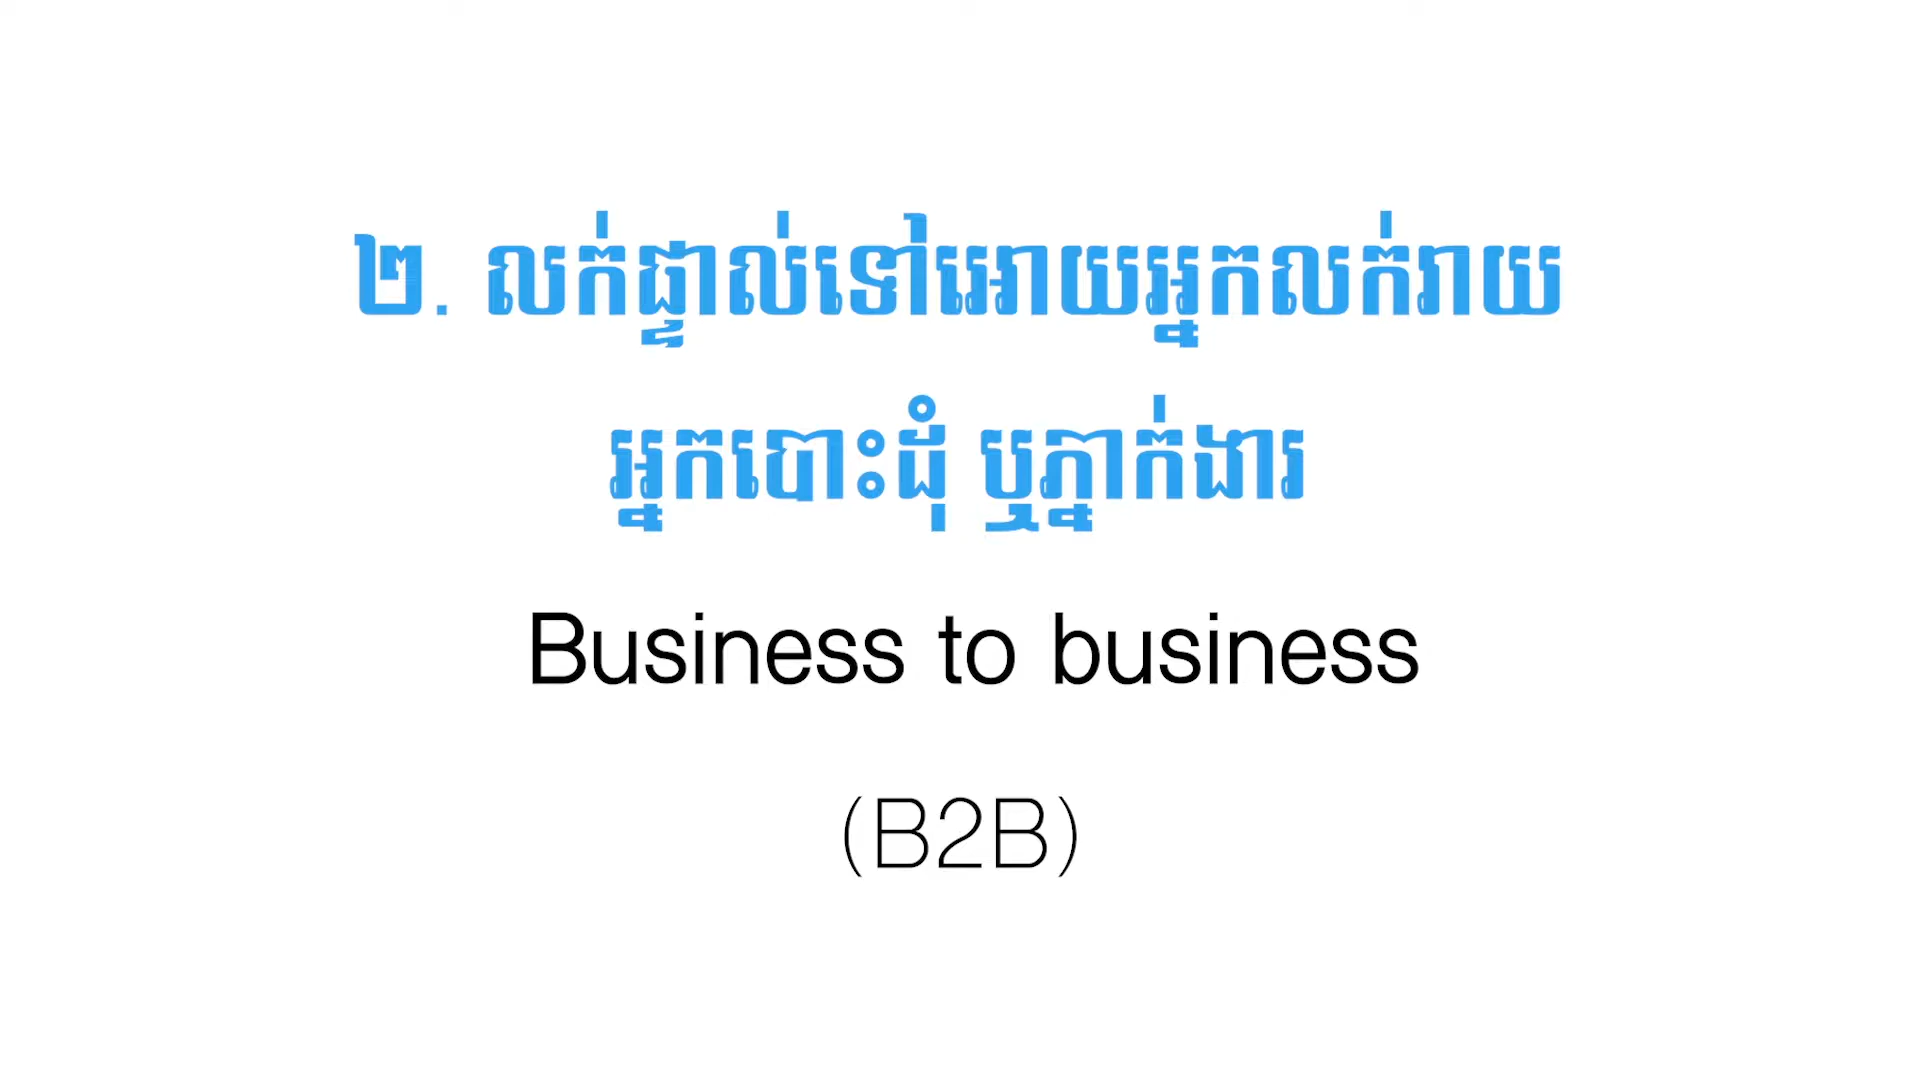 ២. លក់ផ្ទាល់ទៅអោយអ្នកលក់រាយ
អ្នកបោះដុំ ឬភ្នាក់ងារ
Business to business
(B2B)